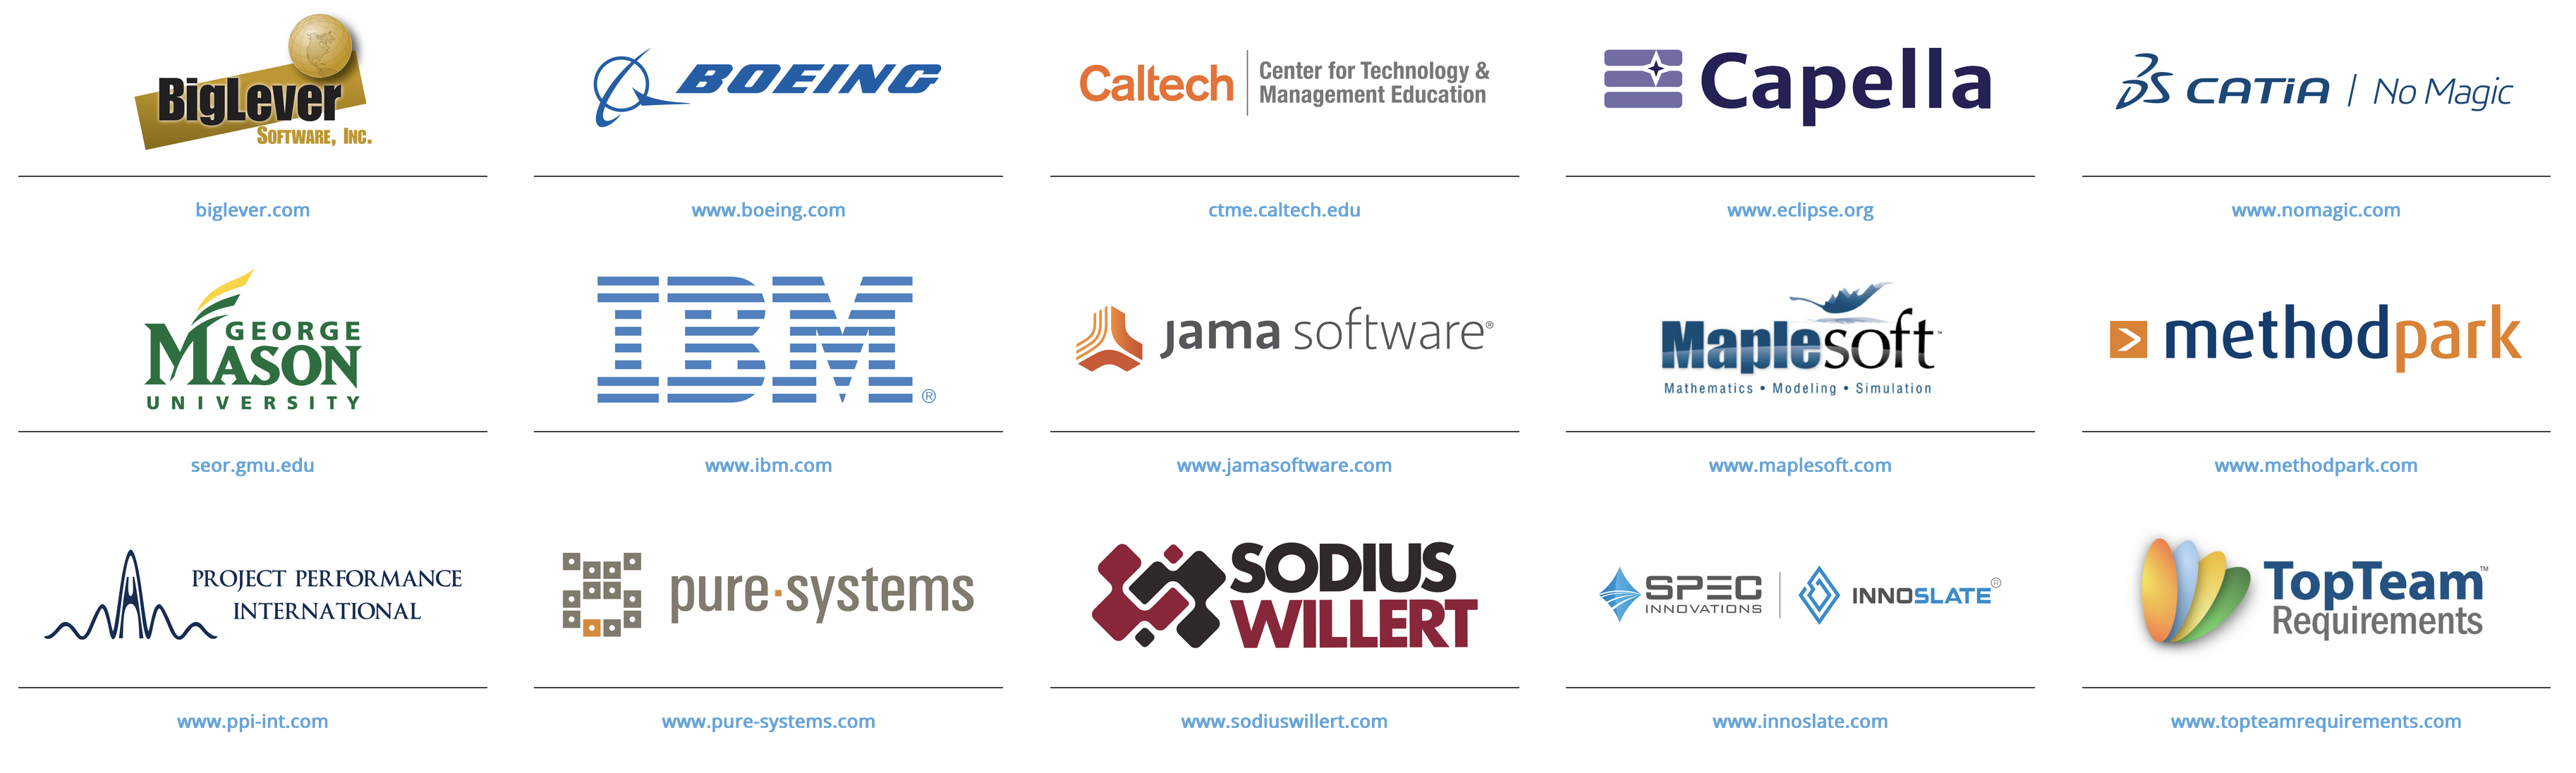 BigLever
SOFTWARE, INC.
biglever.com
BOEING
www.boeing.com
Caltech
Center for Technology &
Management Education
ctme.caltech.edu
Capella
www.eclipse.org
CATIA | No Magic
www.nomagic.com
GEORGE
MASON
UNIVERSITY
seor.gmu.edu
IBM®
www.ibm.com
jama software®
www.jamasoftware.com
Maplesoft™
Mathematics • Modeling • Simulation
www.maplesoft.com
methodpark
www.methodpark.com
PROJECT PERFORMANCE
INTERNATIONAL
www.ppi-int.com
pure·systems
www.pure-systems.com
SODIUS
WILLERT
www.sodiuswillert.com
SPEC
INNOVATIONS
INNOSLATE®
www.innoslate.com
TopTeam™
Requirements
www.topteamrequirements.com